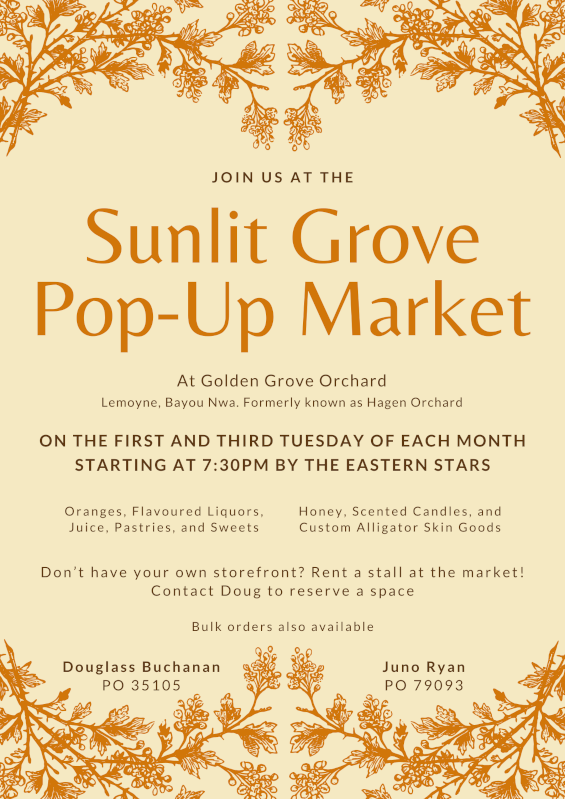 JOIN US AT THE
Sunlit Grove
Pop-Up Market
At Golden Grove Orchard
Lemoyne, Bayou Nwa. Formerly known as Hagen Orchard
ON THE FIRST AND THIRD TUESDAY OF EACH MONTH
STARTING AT 7:30PM BY THE EASTERN STARS
Oranges, Flavoured Liquors,
Juice, Pastries, and Sweets
Honey, Scented Candles, and
Custom Alligator Skin Goods
Don't have your own storefront? Rent a stall at the market!
Contact Doug to reserve a space
Bulk orders also available
Douglass Buchanan
PO 35105
Juno Ryan
PO 79093